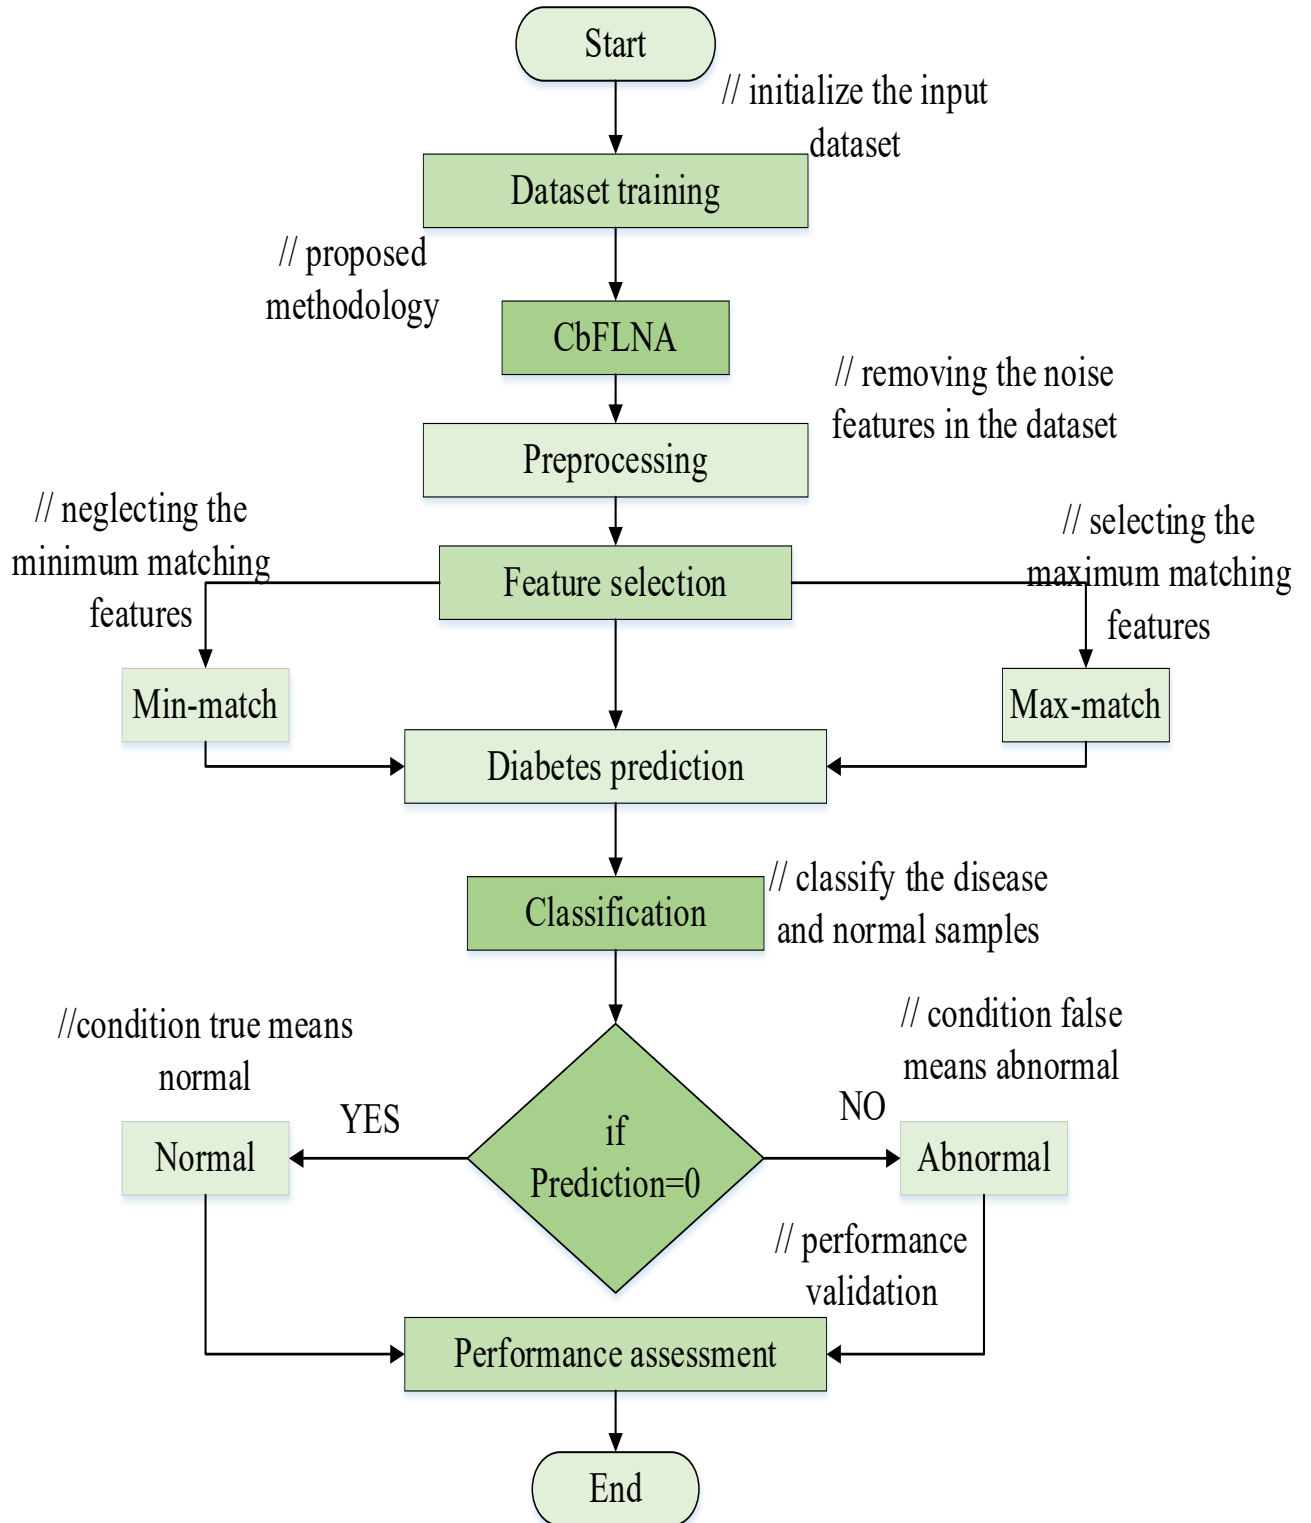 Start
// initialize the input
dataset
Dataset training
// proposed
methodology
CbFLNA
// removing the noise
features in the dataset
Preprocessing
// neglecting the
minimum matching
features
// selecting the
maximum matching
features
Feature selection
Min-match
Max-match
Diabetes prediction
// classify the disease
and normal samples
Classification
//condition true means
normal
// condition false
means abnormal
YES
NO
if
Prediction=0
Normal
Abnormal
// performance
validation
Performance assessment
End